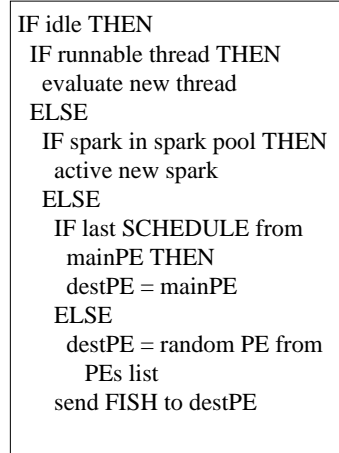 IF idle THEN
IF runnable thread THEN
evaluate new thread
ELSE
IF spark in spark pool THEN
active new spark
ELSE
IF last SCHEDULE from
mainPE THEN
destPE = mainPE
ELSE
destPE = random PE from
PEs list
send FISH to destPE